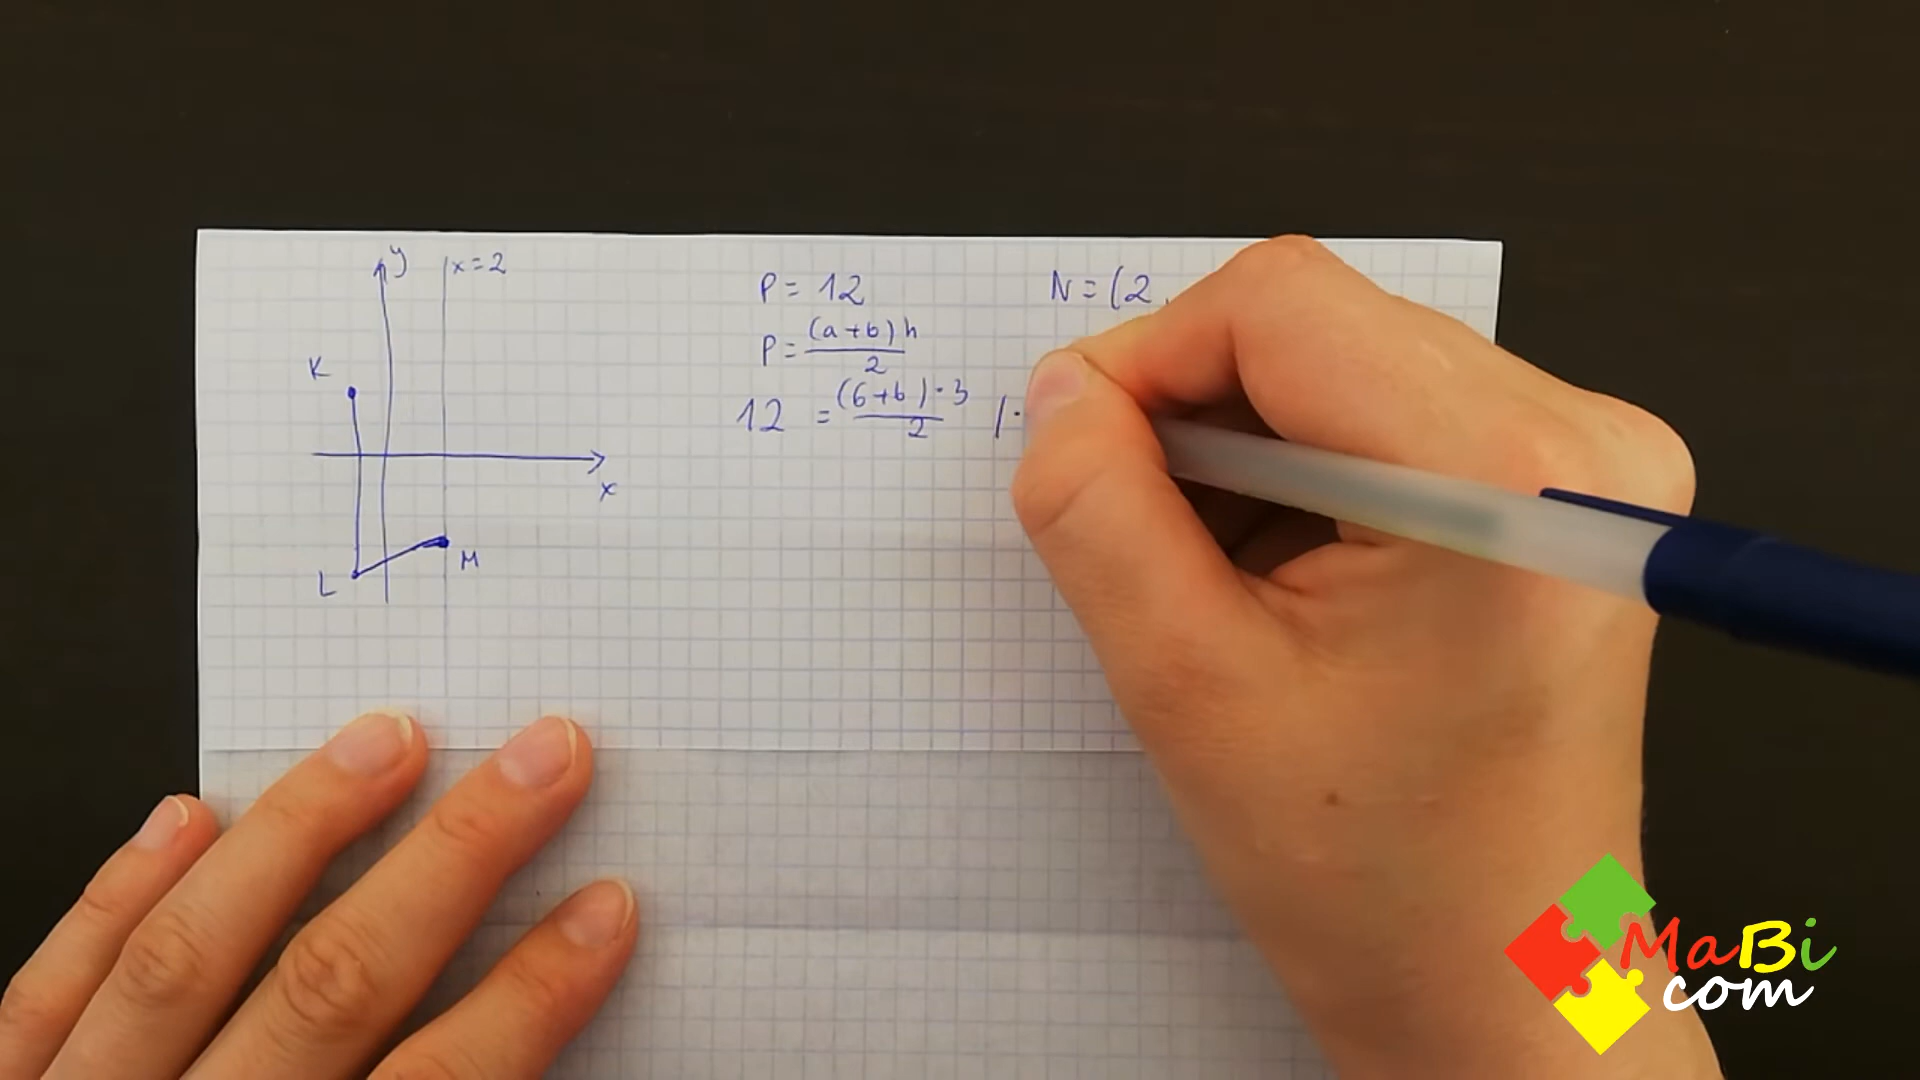 y
x=2
K
x
L
M
P = 12
P = (a+b)h / 2
12 = (6+b)·3 / 2 /·
N = (2,
MaBi
com